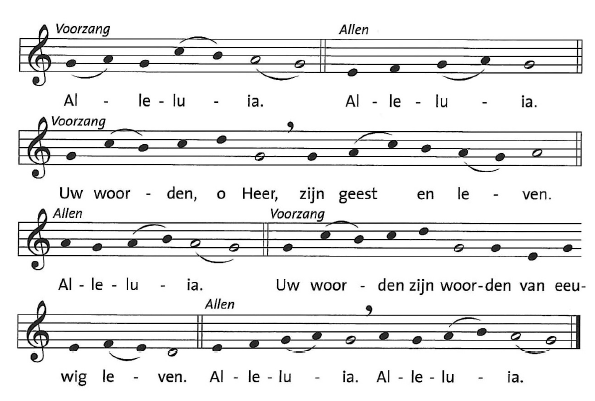 Voorzang Allen
Al - le - lu - ia. Al - le - lu - ia.
Voorzang
Uw woor - den, o Heer, zijn geest en le - ven.
Allen Voorzang
Al - le - lu - ia. Uw woor - den zijn woor - den van eeu-
Allen
wig le - ven. Al - le - lu - ia. Al - le - lu - ia.